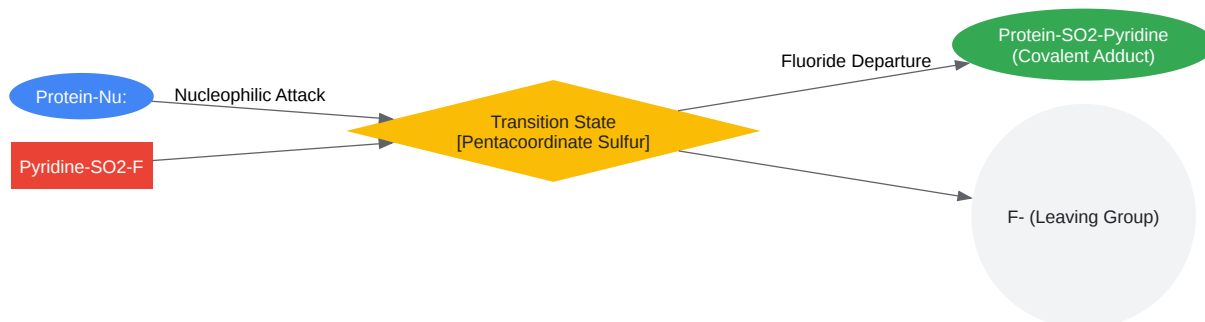 Protein-Nu:
Pyridine-SO2-F
Nucleophilic Attack
Transition State
[Pentacoordinate Sulfur]
Fluoride Departure
Protein-SO2-Pyridine
(Covalent Adduct)
F- (Leaving Group)